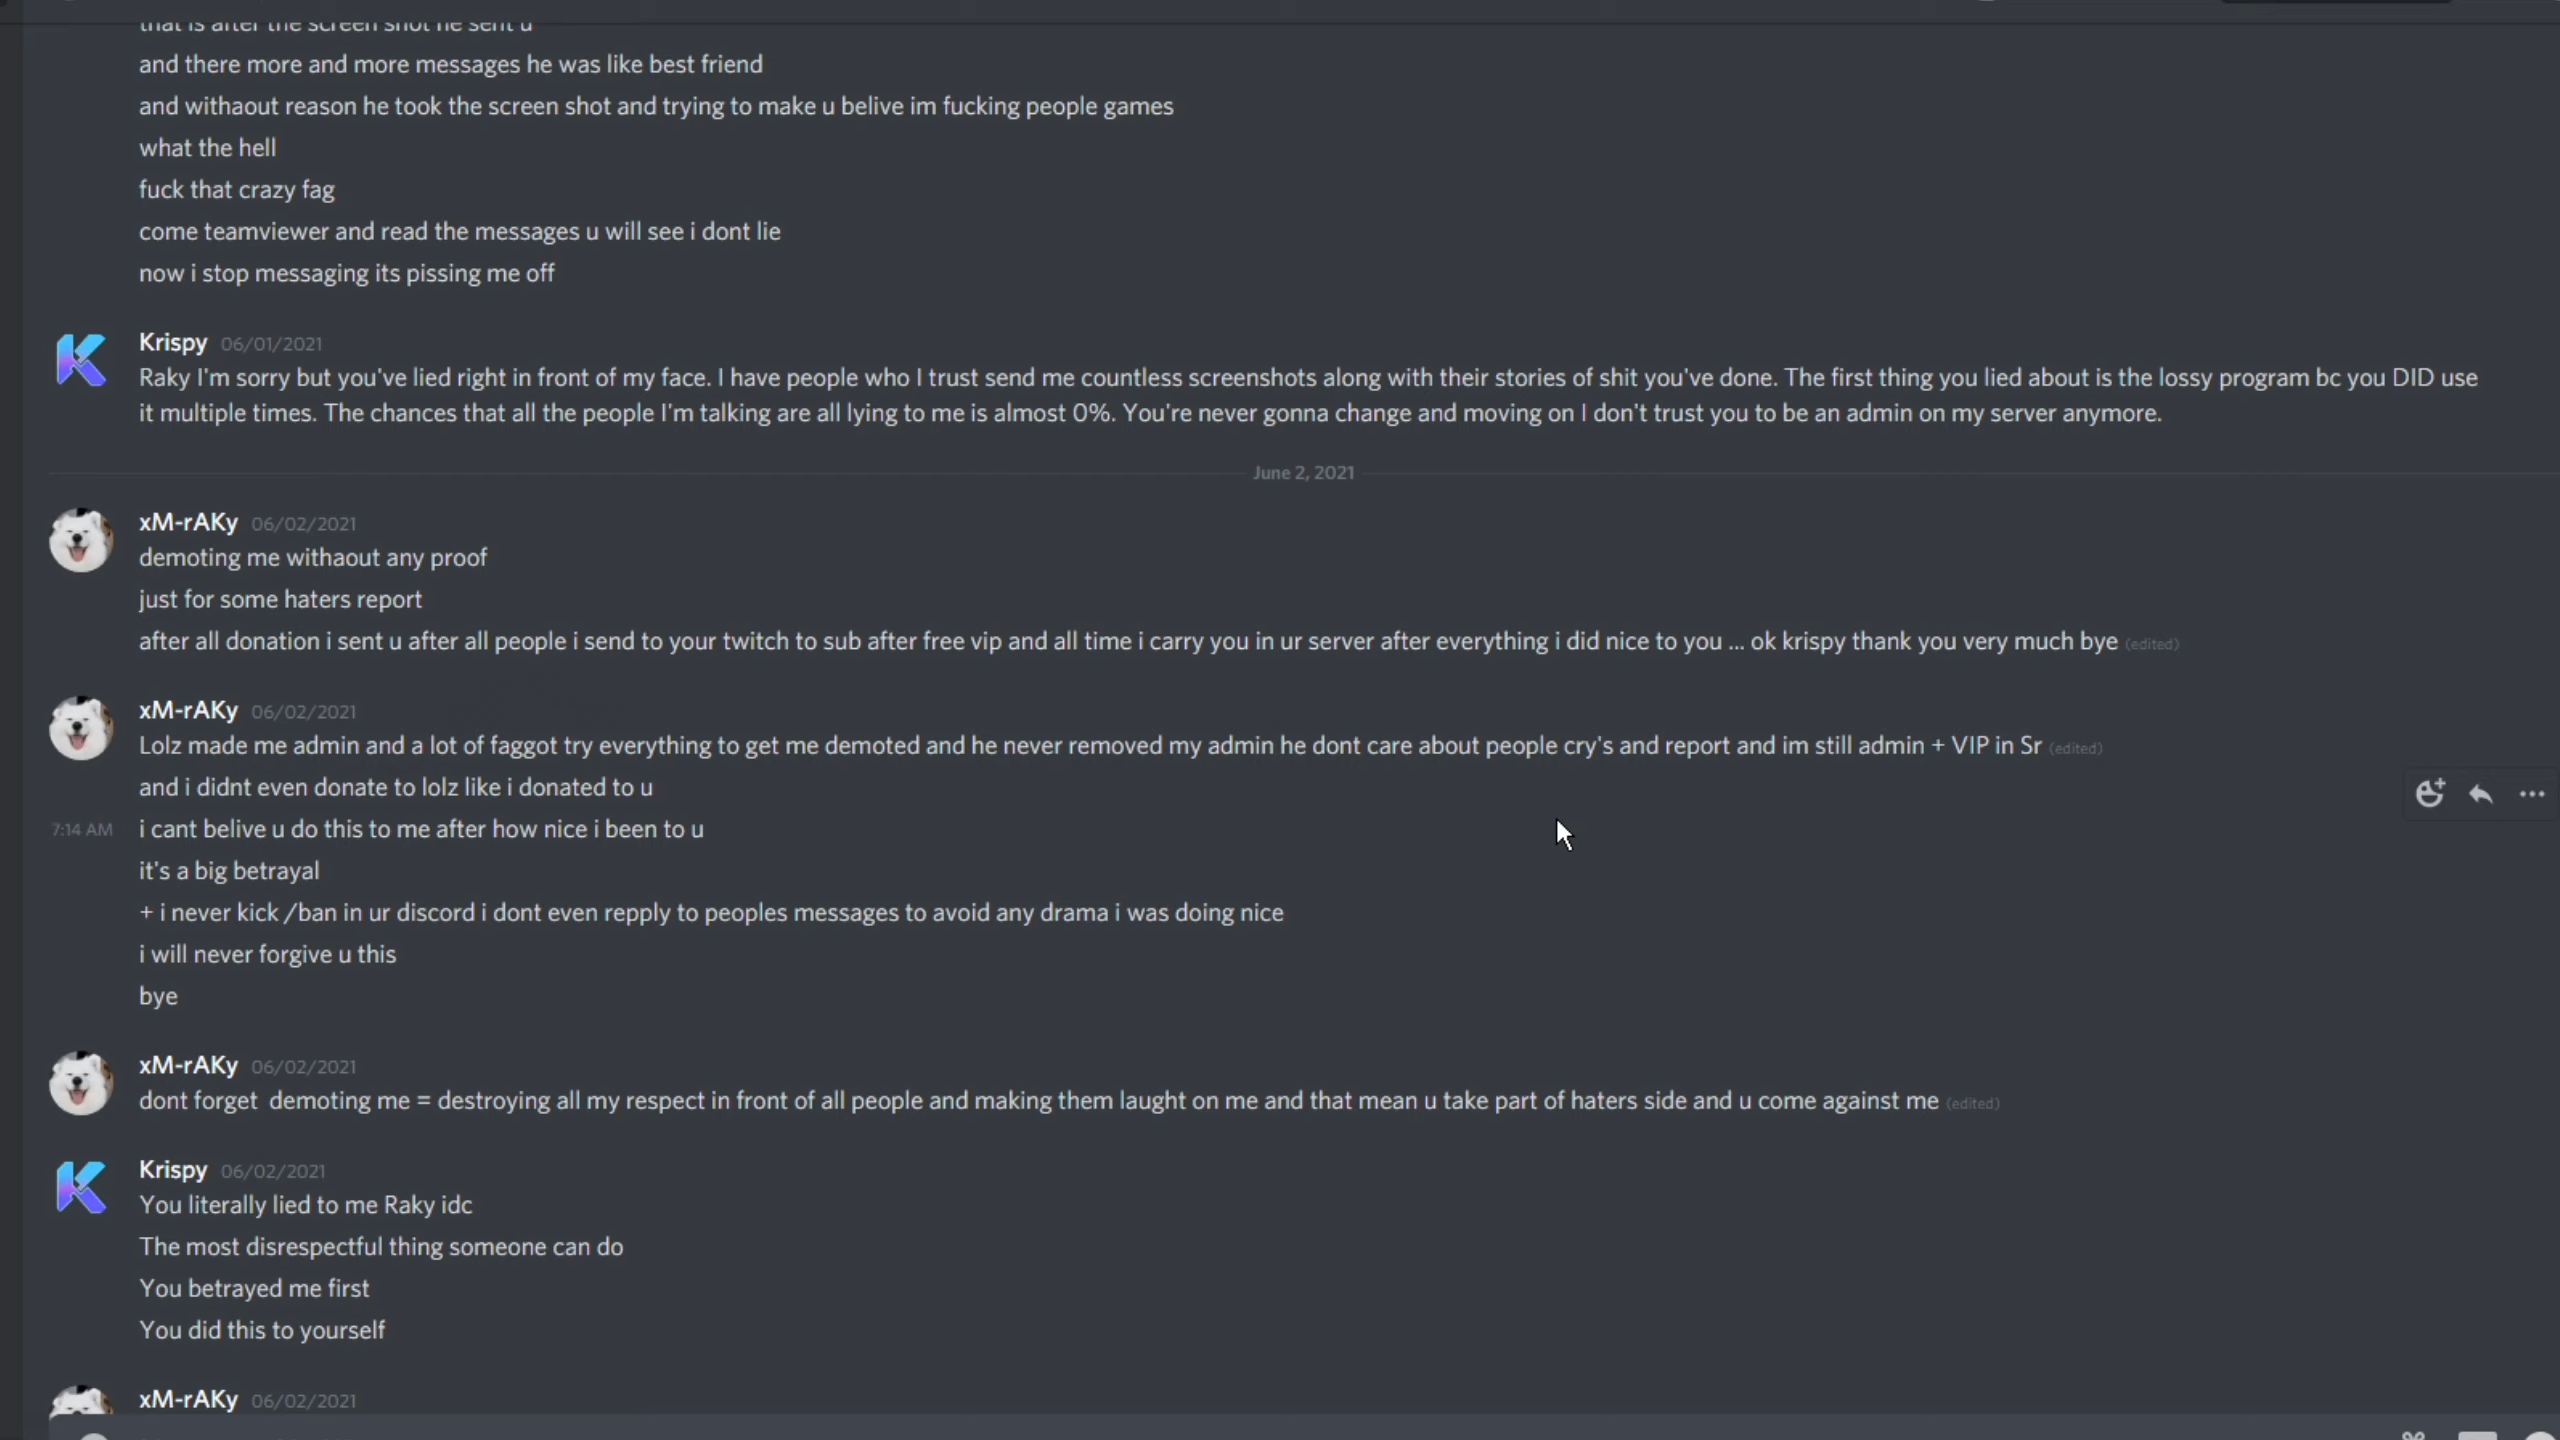 that is after the screen shot he sent u
and there more and more messages he was like best friend
and withaout reason he took the screen shot and trying to make u belive im fucking people games
what the hell
fuck that crazy fag
come teamviewer and read the messages u will see i dont lie
now i stop messaging its pissing me off
Krispy 06/01/2021
Raky I'm sorry but you've lied right in front of my face. I have people who I trust send me countless screenshots along with their stories of shit you've done. The first thing you lied about is the lossy program bc you DID use
it multiple times. The chances that all the people I'm talking are all lying to me is almost 0%. You're never gonna change and moving on I don't trust you to be an admin on my server anymore.
June 2, 2021
xM-rAKy 06/02/2021
demoting me withaout any proof
just for some haters report
after all donation i sent u after all people i send to your twitch to sub after free vip and all time i carry you in ur server after everything i did nice to you ... ok krispy thank you very much bye (edited)
xM-rAKy 06/02/2021
Lolz made me admin and a lot of faggot try everything to get me demoted and he never removed my admin he dont care about people cry's and report and im still admin + VIP in Sr (edited)
and i didnt even donate to lolz like i donated to u
7:14 AM i cant belive u do this to me after how nice i been to u
it's a big betrayal
+ i never kick /ban in ur discord i dont even repply to peoples messages to avoid any drama i was doing nice
i will never forgive u this
bye
xM-rAKy 06/02/2021
dont forget  demoting me = destroying all my respect in front of all people and making them laught on me and that mean u take part of haters side and u come against me (edited)
Krispy 06/02/2021
You literally lied to me Raky idc
The most disrespectful thing someone can do
You betrayed me first
You did this to yourself
xM-rAKy 06/02/2021